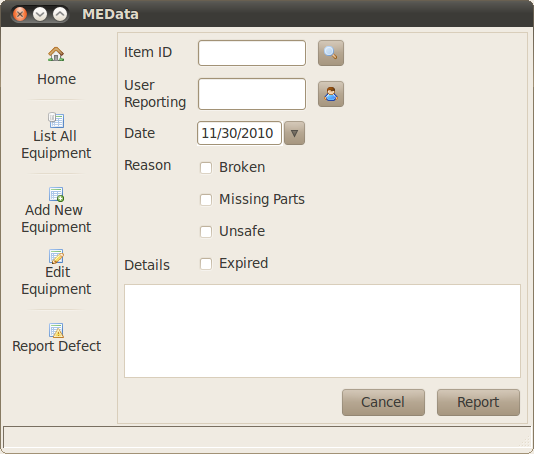 MEData
Home
List All
Equipment
Add New
Equipment
Edit
Equipment
Report Defect
Item ID
User
Reporting
Date
11/30/2010
Reason
Broken
Missing Parts
Unsafe
Details
Expired
Cancel
Report